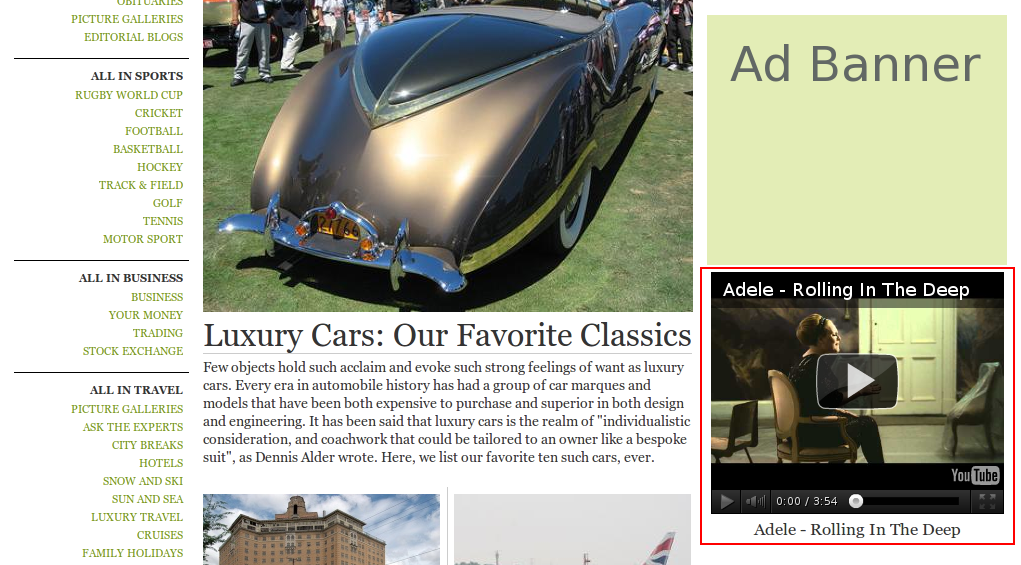 OBITUARIES
PICTURE GALLERIES
EDITORIAL BLOGS
ALL IN SPORTS
RUGBY WORLD CUP
CRICKET
FOOTBALL
BASKETBALL
HOCKEY
TRACK & FIELD
GOLF
TENNIS
MOTOR SPORT
ALL IN BUSINESS
BUSINESS
YOUR MONEY
TRADING
STOCK EXCHANGE
ALL IN TRAVEL
PICTURE GALLERIES
ASK THE EXPERTS
CITY BREAKS
HOTELS
SNOW AND SKI
SUN AND SEA
LUXURY TRAVEL
CRUISES
FAMILY HOLIDAYS
Luxury Cars: Our Favorite Classics
Few objects hold such acclaim and evoke such strong feelings of want as luxury
cars. Every era in automobile history has had a group of car marques and
models that have been both expensive to purchase and superior in both design
and engineering. It has been said that luxury cars is the realm of "individualistic
consideration, and coachwork that could be tailored to an owner like a bespoke
suit", as Dennis Alder wrote. Here, we list our favorite ten such cars, ever.
Ad Banner
Adele - Rolling In The Deep
YouTube
0:00 / 3:54
Adele - Rolling In The Deep